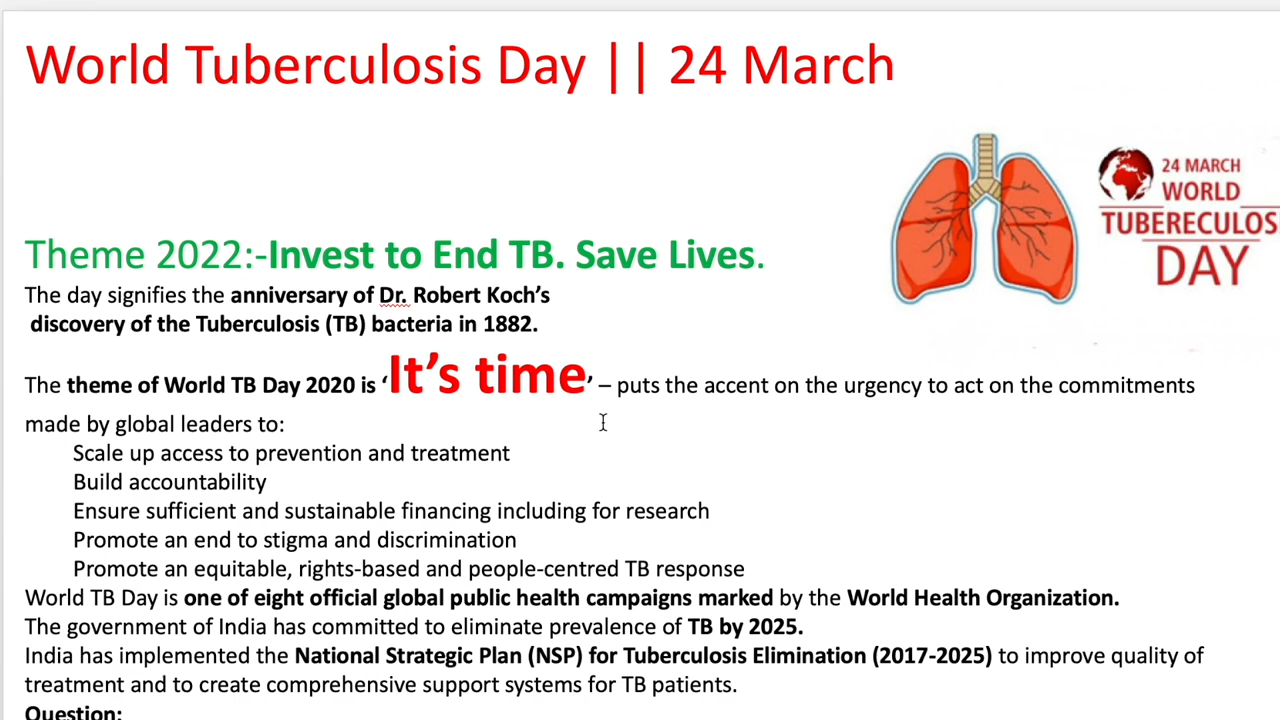 World Tuberculosis Day || 24 March
24 MARCH
WORLD
TUBERECULOS
DAY
Theme 2022:-Invest to End TB. Save Lives.
The day signifies the anniversary of Dr. Robert Koch's
discovery of the Tuberculosis (TB) bacteria in 1882.
The theme of World TB Day 2020 is ‘It’s time’ – puts the accent on the urgency to act on the commitments
made by global leaders to:
Scale up access to prevention and treatment
Build accountability
Ensure sufficient and sustainable financing including for research
Promote an end to stigma and discrimination
Promote an equitable, rights-based and people-centred TB response
World TB Day is one of eight official global public health campaigns marked by the World Health Organization.
The government of India has committed to eliminate prevalence of TB by 2025.
India has implemented the National Strategic Plan (NSP) for Tuberculosis Elimination (2017-2025) to improve quality of
treatment and to create comprehensive support systems for TB patients.
Question: